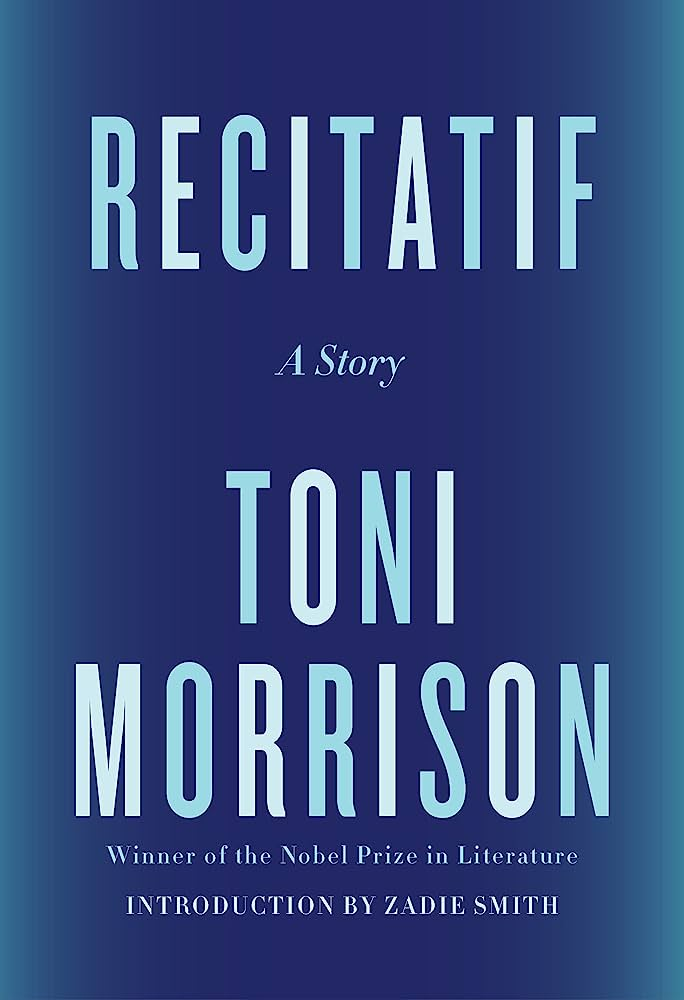 RECITATIF
A Story
TONI
MORRISON
Winner of the Nobel Prize in Literature
INTRODUCTION BY ZADIE SMITH